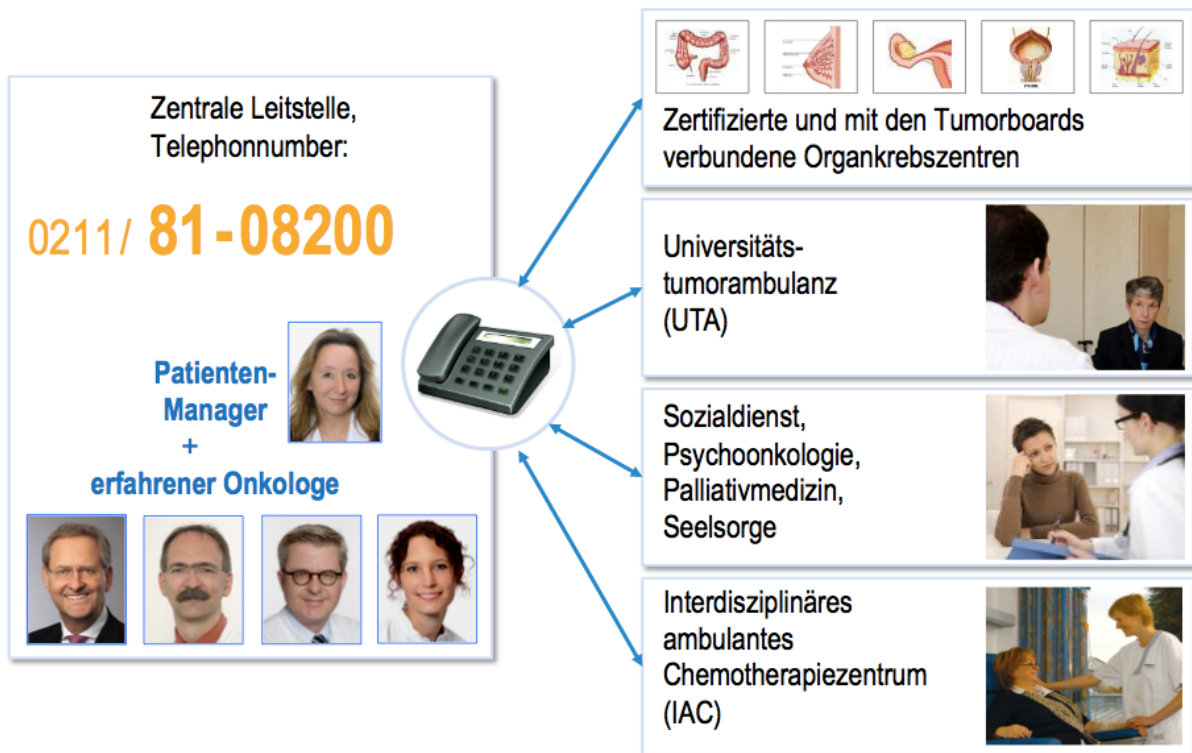 Zentrale Leitstelle,
Telephonnumber:
0211/ 81-08200
Patienten-
Manager
+
erfahrener Onkologe
Zertifizierte und mit den Tumorboards
verbundene Organkrebszentren
Universitäts-
tumorambulanz
(UTA)
Sozialdienst,
Psychoonkologie,
Palliativmedizin,
Seelsorge
Interdisziplinäres
ambulantes
Chemotherapiezentrum
(IAC)